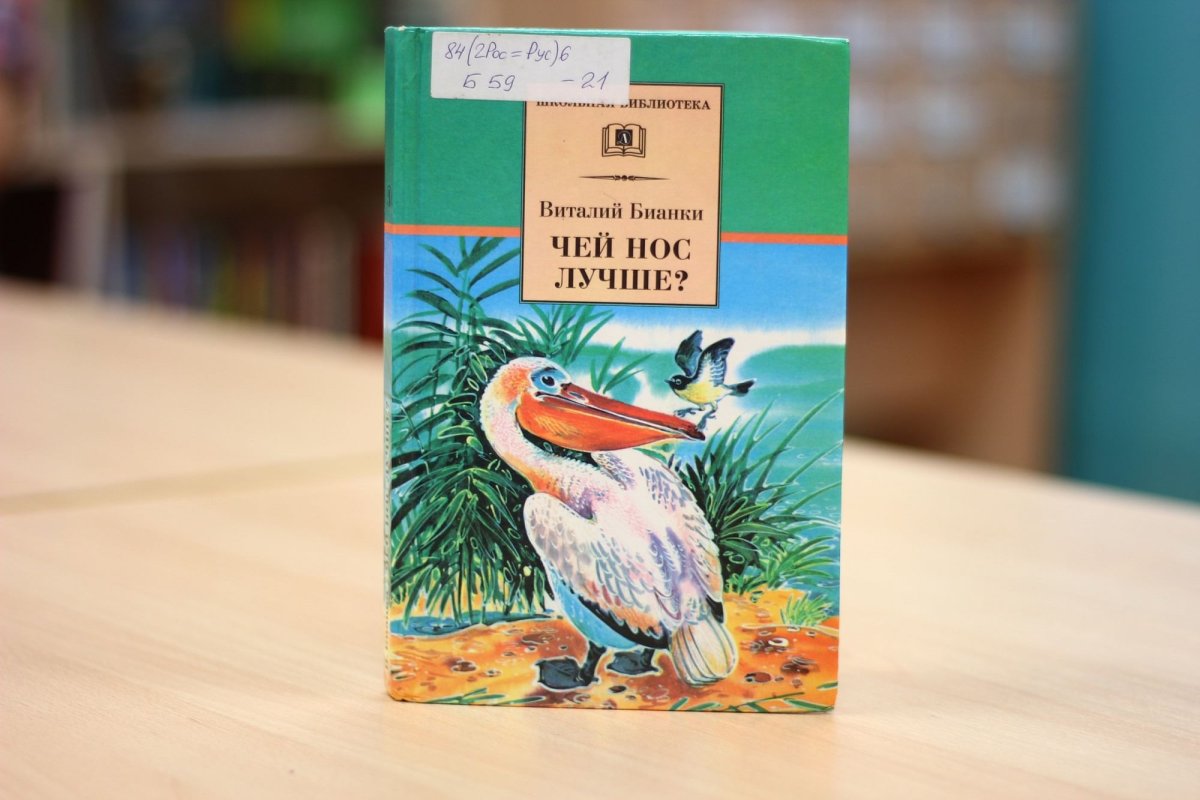 84(2Рос=Рус)6
Б 59 - 21
ШКОЛЬНАЯ БИБЛИОТЕКА
Виталий Бианки
ЧЕЙ НОС
ЛУЧШЕ?